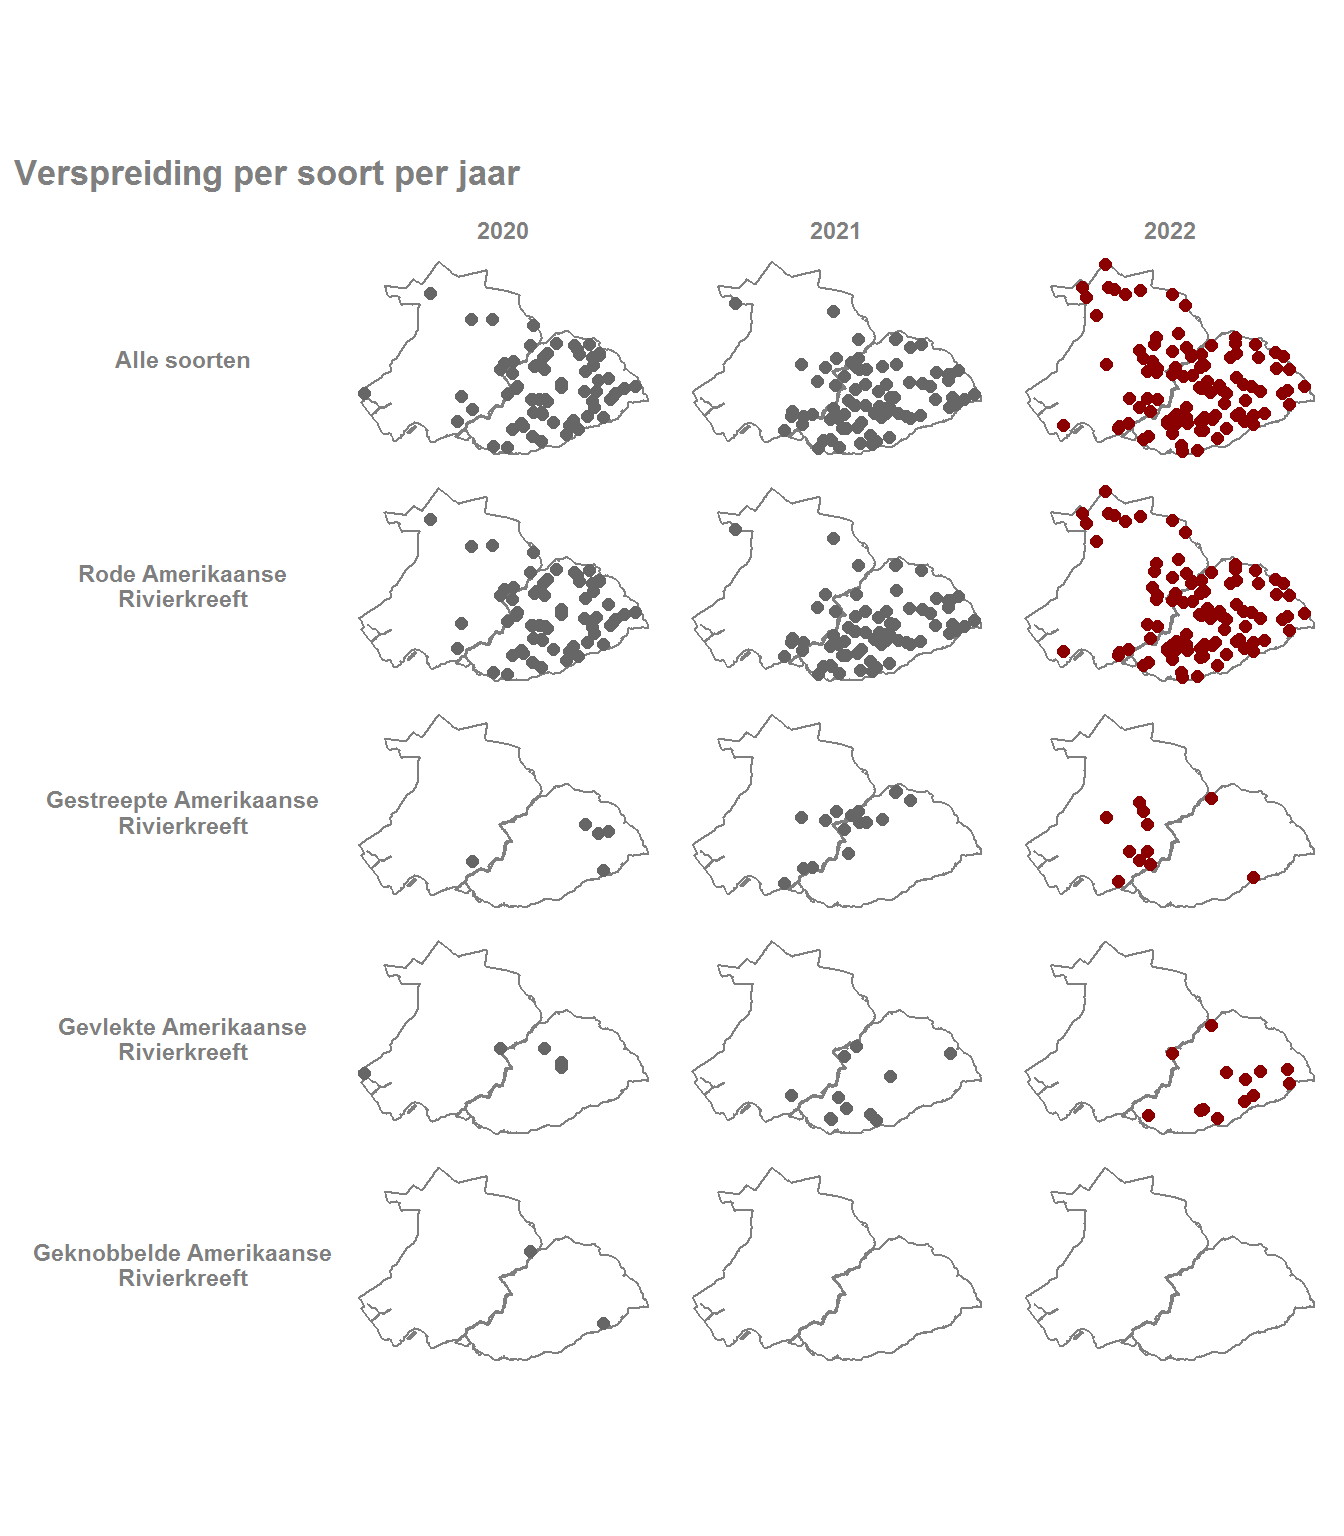 Verspreiding per soort per jaar
2020 2021 2022
Alle soorten
Rode Amerikaanse
Rivierkreeft
Gestreepte Amerikaanse
Rivierkreeft
Gevlekte Amerikaanse
Rivierkreeft
Geknobbelde Amerikaanse
Rivierkreeft